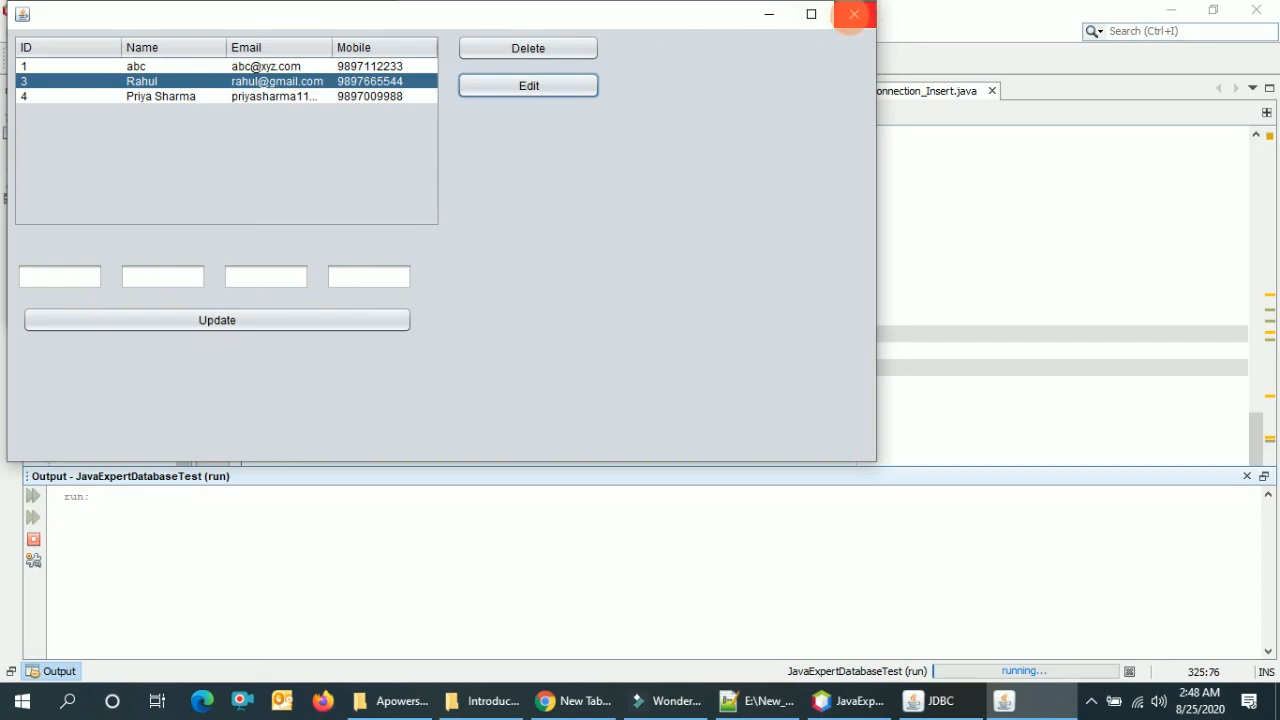 ID Name Email Mobile
1 abc abc@xyz.com 9897112233
3 Rahul rahul@gmail.com 9897665544
4 Priya Sharma priyasharma11... 9897009988
Delete
Edit
Update
Search (Ctrl+I)
onnection_Insert.java
Output - JavaExpertDatabaseTest (run)
run:
Output
JavaExpertDatabaseTest (run) running... 325:76 INS
Apowers... Introduc... New Tab... Wonder... E:\New_... JavaExp... JDBC
2:48 AM
8/25/2020